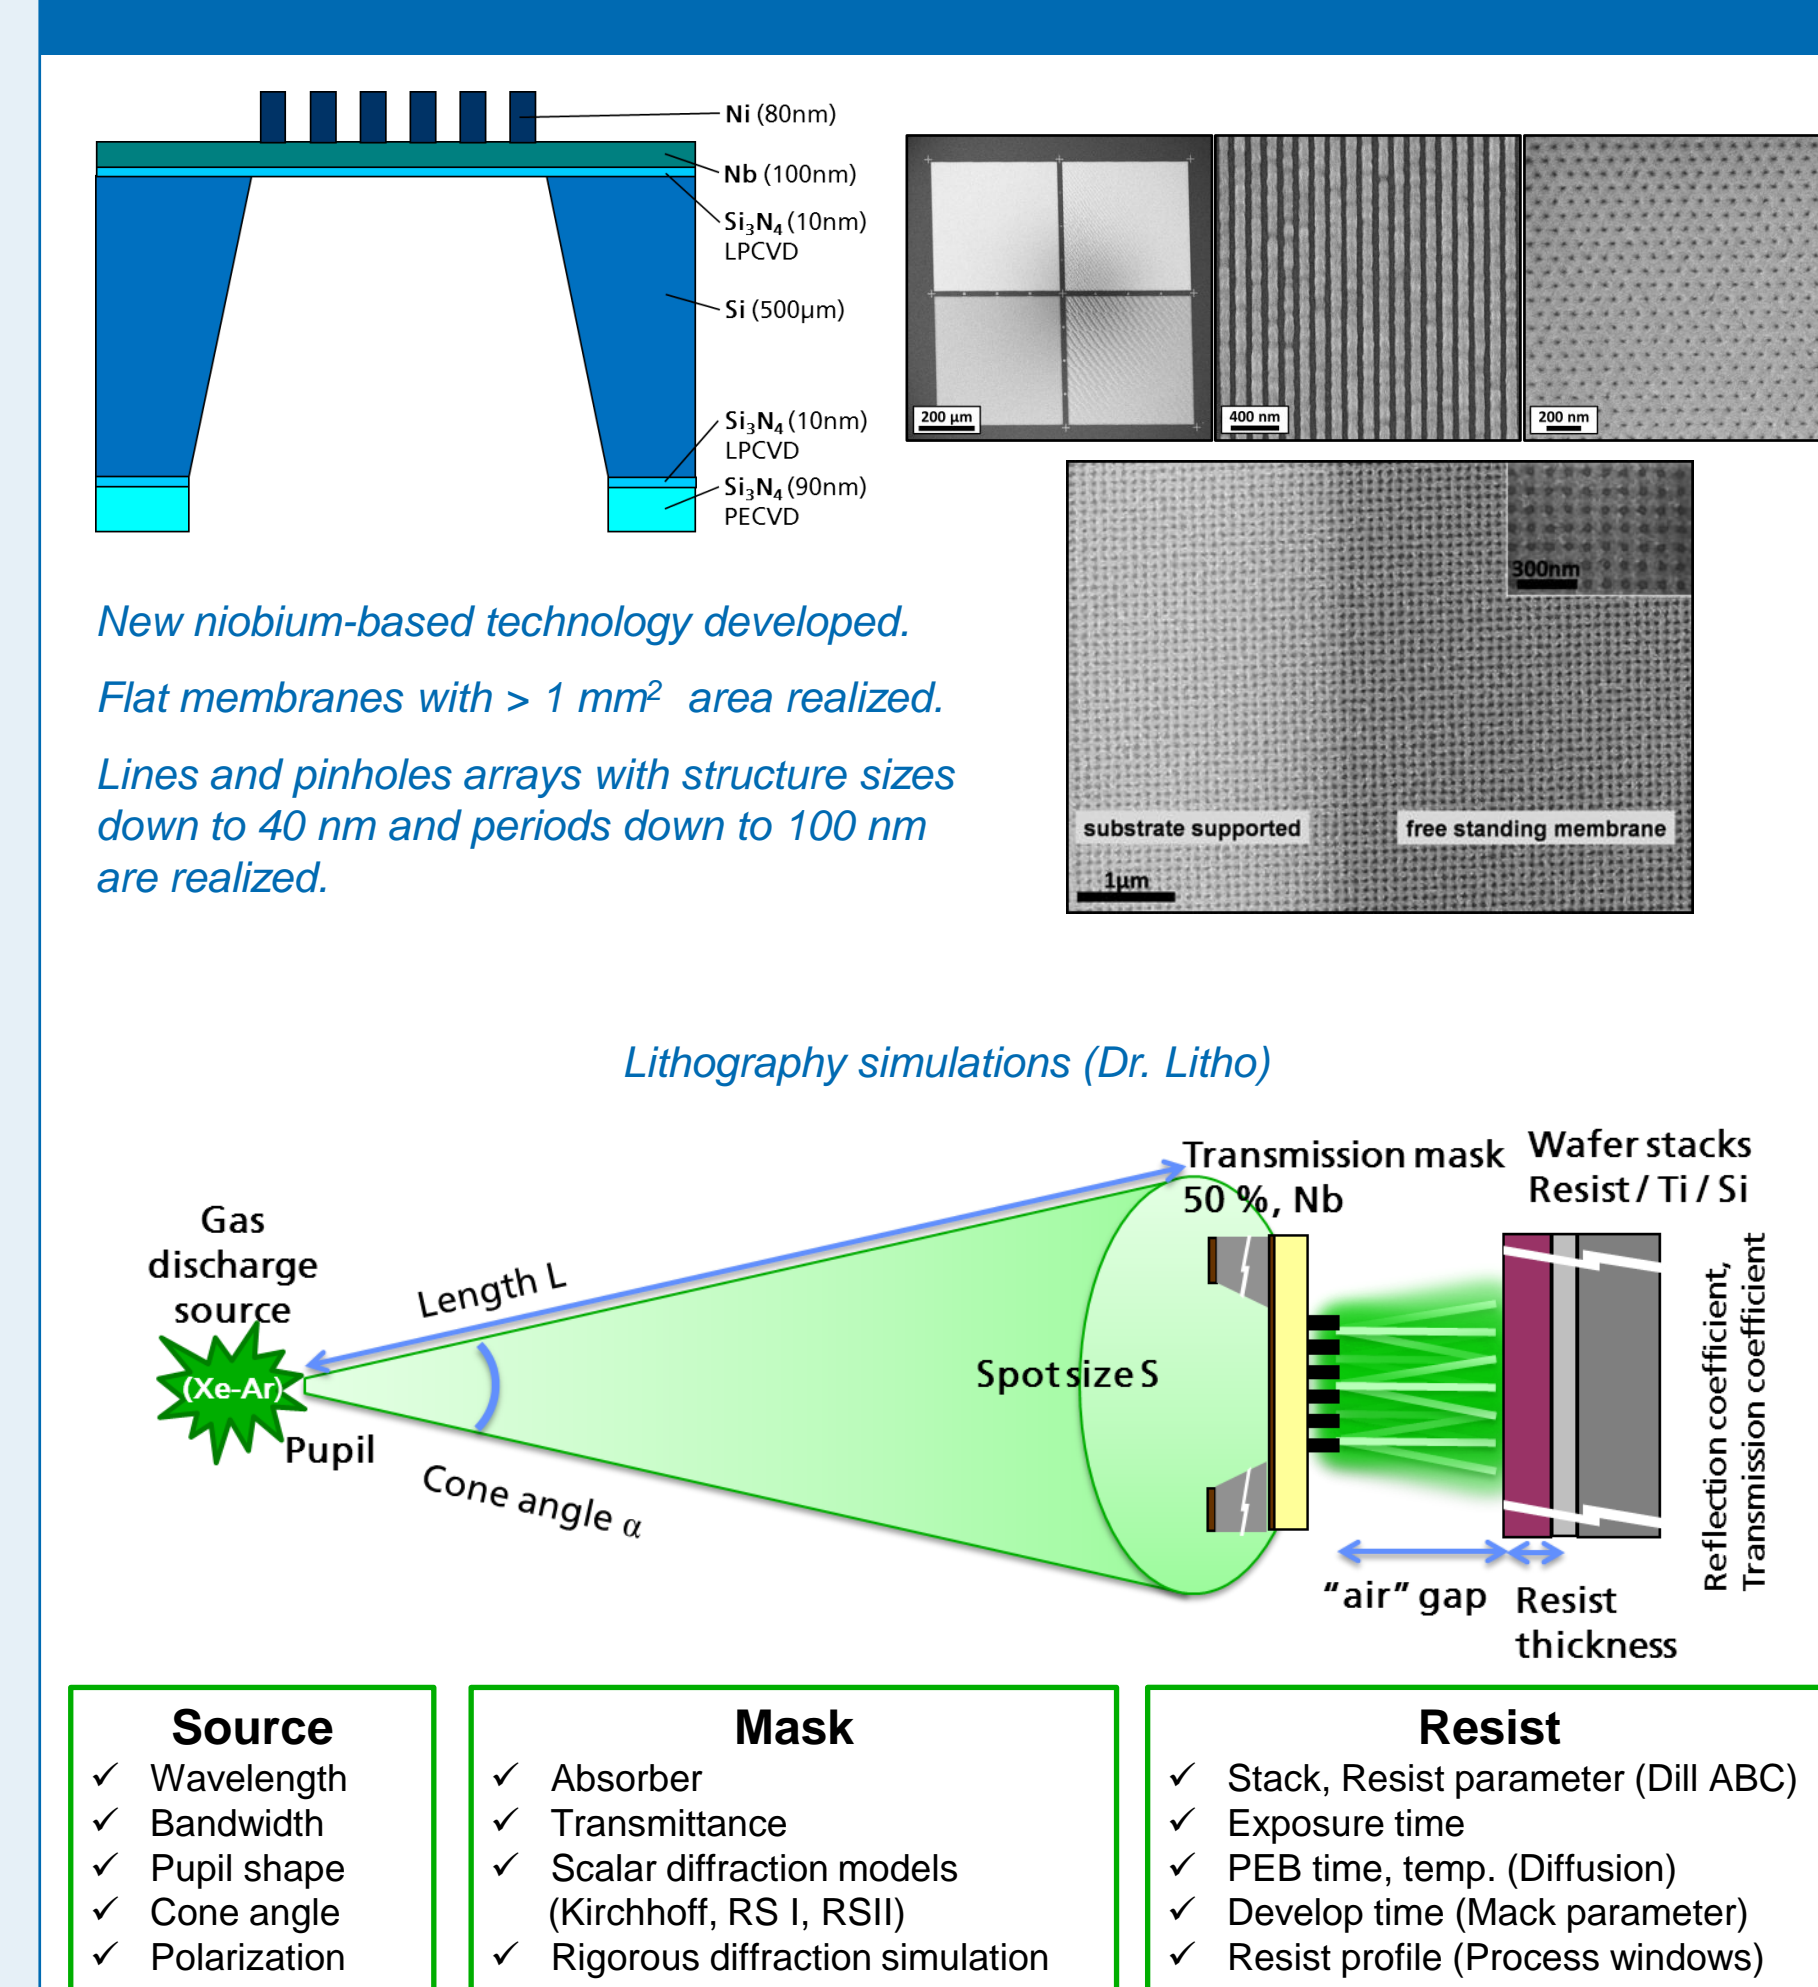 Ni (80nm)
Nb (100nm)
Si₃N₄ (10nm)
LPCVD
Si (500µm)
Si₃N₄ (10nm)
LPCVD
Si₃N₄ (90nm)
PECVD
200 µm
400 nm
200 nm
300nm
substrate supported
free standing membrane
1µm
New niobium-based technology developed.
Flat membranes with > 1 mm² area realized.
Lines and pinholes arrays with structure sizes
down to 40 nm and periods down to 100 nm
are realized.
Lithography simulations (Dr. Litho)
Gas
discharge
source
(Xe-Ar)
Pupil
Length L
Cone angle α
Spot size S
Transmission mask
50 %, Nb
Wafer stacks
Resist / Ti / Si
Reflection coefficient,
Transmission coefficient
“air” gap
Resist
thickness
Source
✓ Wavelength
✓ Bandwidth
✓ Pupil shape
✓ Cone angle
✓ Polarization
Mask
✓ Absorber
✓ Transmittance
✓ Scalar diffraction models
(Kirchhoff, RS I, RSII)
✓ Rigorous diffraction simulation
Resist
✓ Stack, Resist parameter (Dill ABC)
✓ Exposure time
✓ PEB time, temp. (Diffusion)
✓ Develop time (Mack parameter)
✓ Resist profile (Process windows)